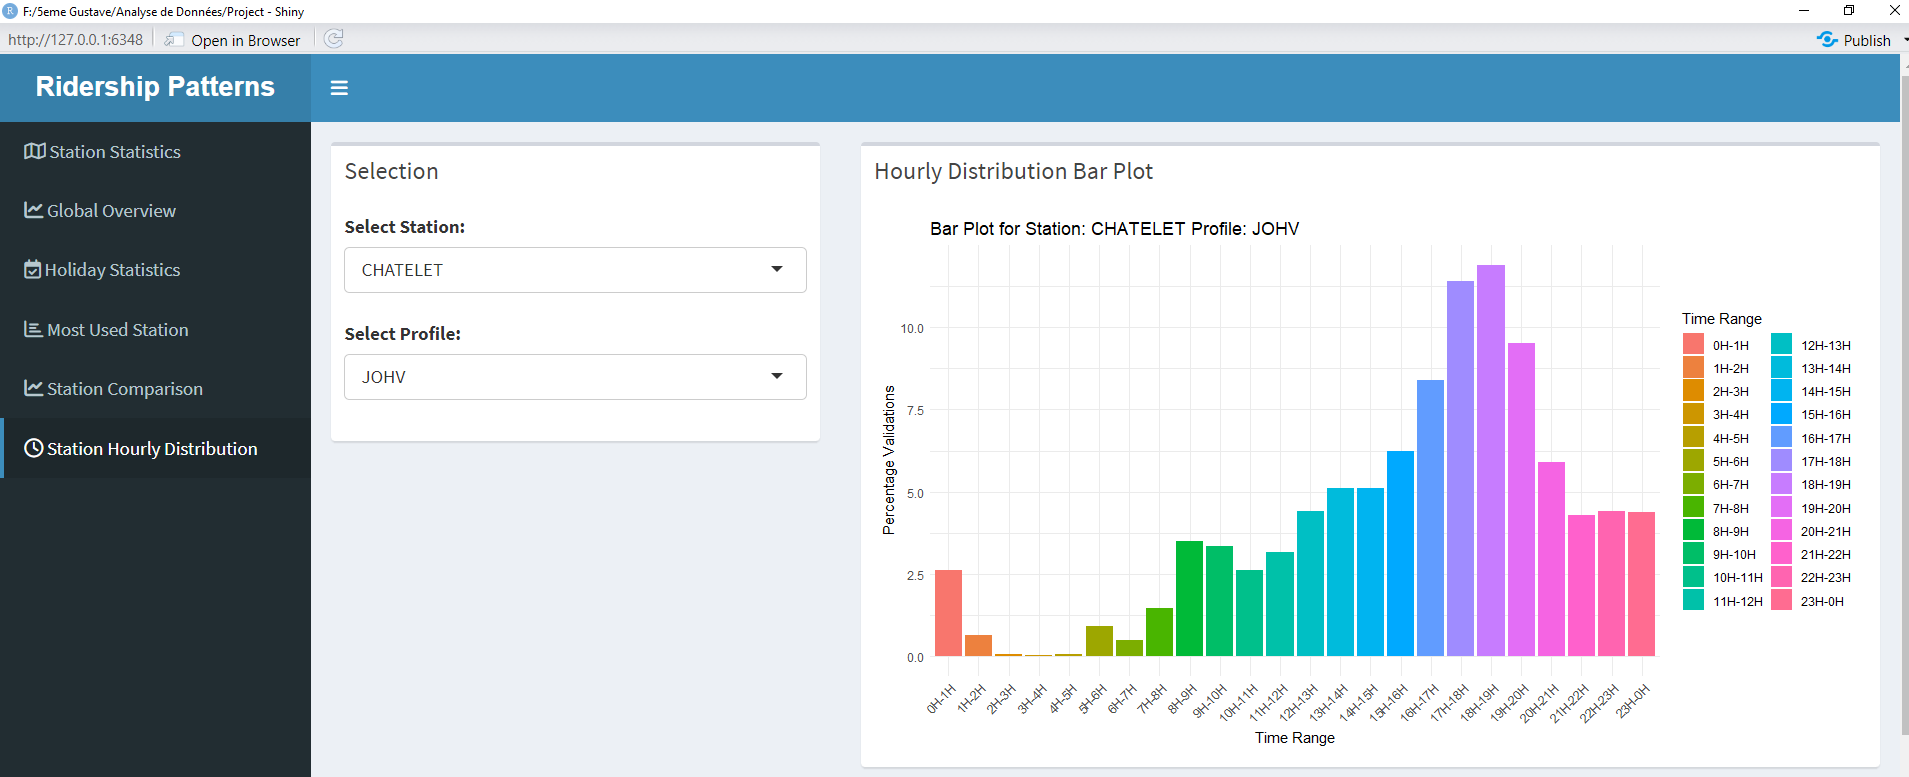 F:/5eme Gustave/Analyse de Données/Project - Shiny
http://127.0.0.1:6348
Open in Browser
Publish
Ridership Patterns
Station Statistics
Global Overview
Holiday Statistics
Most Used Station
Station Comparison
Station Hourly Distribution
Selection
Select Station:
CHATELET
Select Profile:
JOHV
Hourly Distribution Bar Plot
Bar Plot for Station: CHATELET Profile: JOHV
Percentage Validations
10.0
7.5
5.0
2.5
0.0
0H-1H
1H-2H
2H-3H
3H-4H
4H-5H
5H-6H
6H-7H
7H-8H
8H-9H
9H-10H
10H-11H
11H-12H
12H-13H
13H-14H
14H-15H
15H-16H
16H-17H
17H-18H
18H-19H
19H-20H
20H-21H
21H-22H
22H-23H
23H-0H
Time Range
Time Range
0H-1H
1H-2H
2H-3H
3H-4H
4H-5H
5H-6H
6H-7H
7H-8H
8H-9H
9H-10H
10H-11H
11H-12H
12H-13H
13H-14H
14H-15H
15H-16H
16H-17H
17H-18H
18H-19H
19H-20H
20H-21H
21H-22H
22H-23H
23H-0H